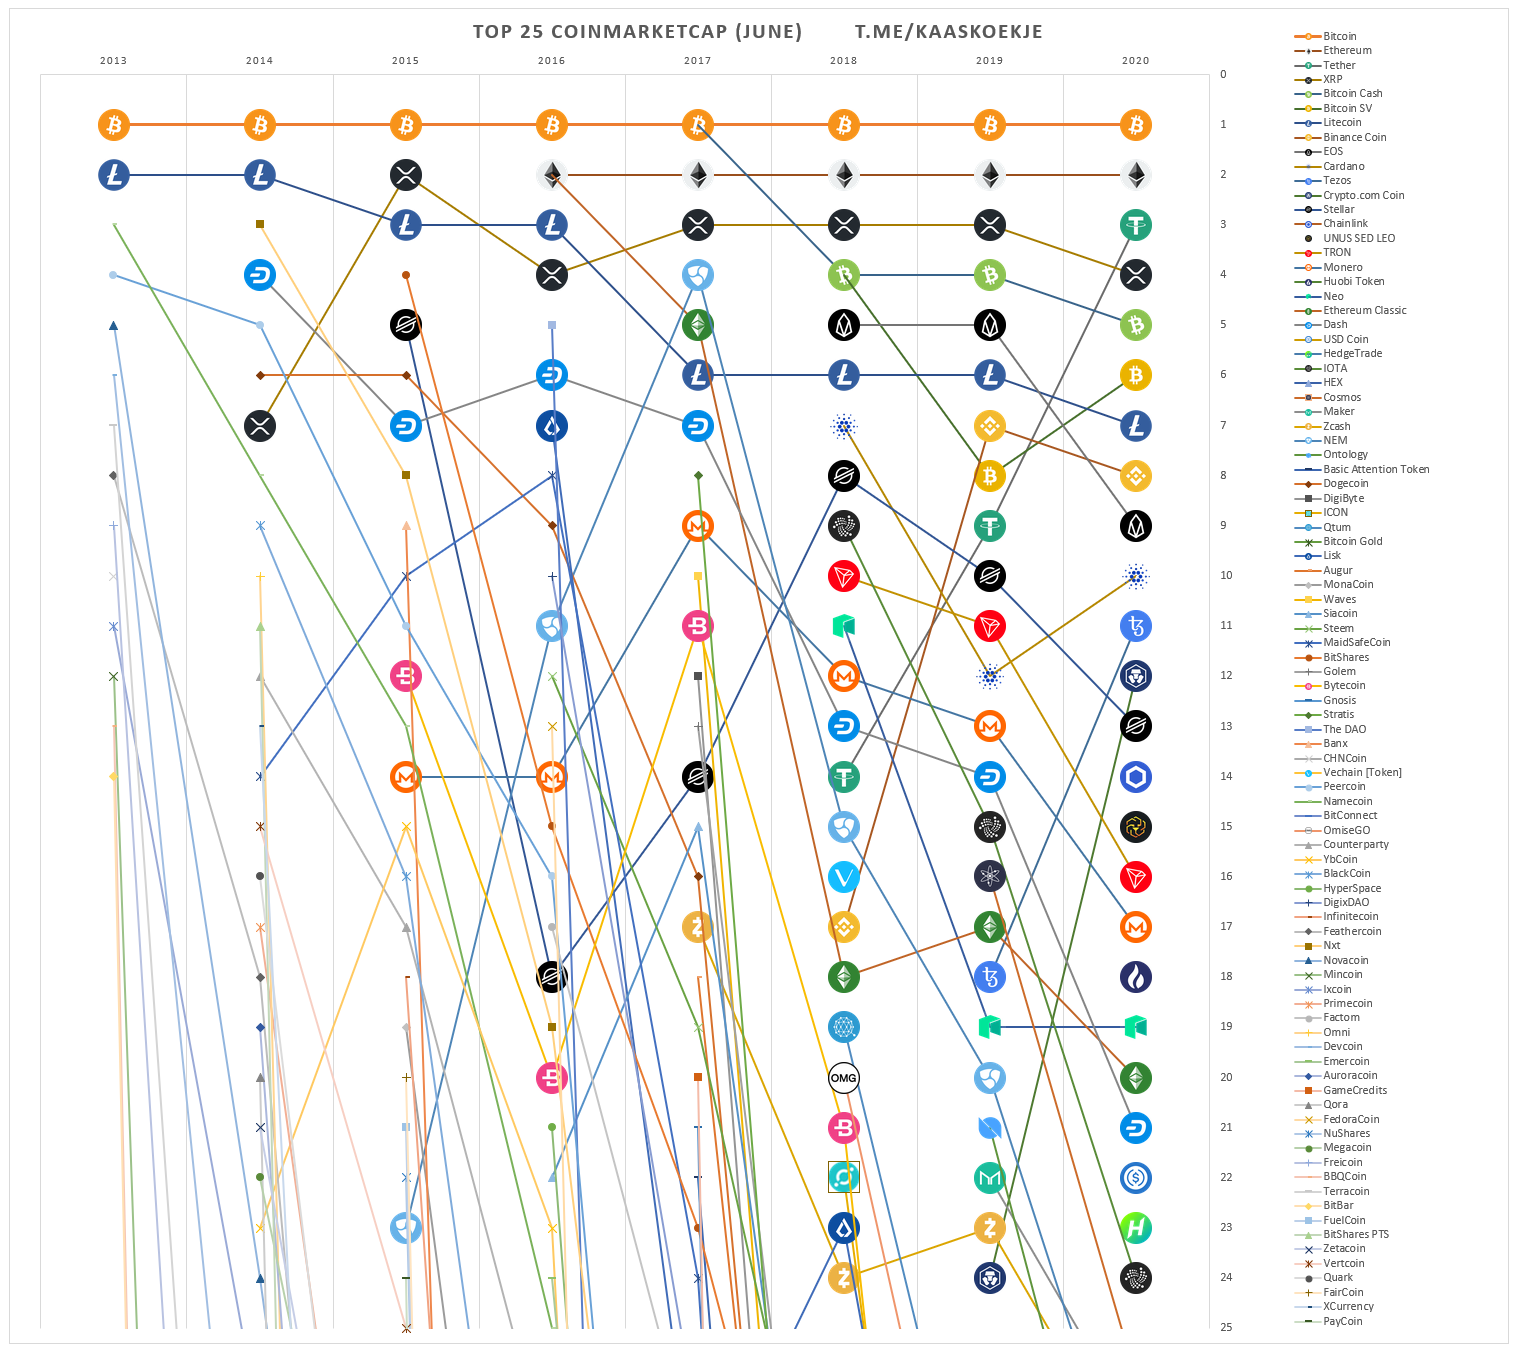 TOP 25 COINMARKETCAP (JUNE) T.ME/KAASKOEKJE
2013 2014 2015 2016 2017 2018 2019 2020
0
1
2
3
4
5
6
7
8
9
10
11
12
13
14
15
16
17
18
19
20
21
22
23
24
25
OMG
Bitcoin
Ethereum
Tether
XRP
Bitcoin Cash
Bitcoin SV
Litecoin
Binance Coin
EOS
Cardano
Tezos
Crypto.com Coin
Stellar
Chainlink
UNUS SED LEO
TRON
Monero
Huobi Token
Neo
Ethereum Classic
Dash
USD Coin
HedgeTrade
IOTA
HEX
Cosmos
Maker
Zcash
NEM
Ontology
Basic Attention Token
Dogecoin
DigiByte
ICON
Qtum
Bitcoin Gold
Lisk
Augur
MonaCoin
Waves
Siacoin
Steem
MaidSafeCoin
BitShares
Golem
Bytecoin
Gnosis
Stratis
The DAO
Banx
CHNCoin
Vechain [Token]
Peercoin
Namecoin
BitConnect
OmiseGO
Counterparty
YbCoin
BlackCoin
HyperSpace
DigixDAO
Infinitecoin
Feathercoin
Nxt
Novacoin
Mincoin
Ixcoin
Primecoin
Factom
Omni
Devcoin
Emercoin
Auroracoin
GameCredits
Qora
FedoraCoin
NuShares
Megacoin
Freicoin
BBQCoin
Terracoin
BitBar
FuelCoin
BitShares PTS
Zetacoin
Vertcoin
Quark
FairCoin
XCurrency
PayCoin